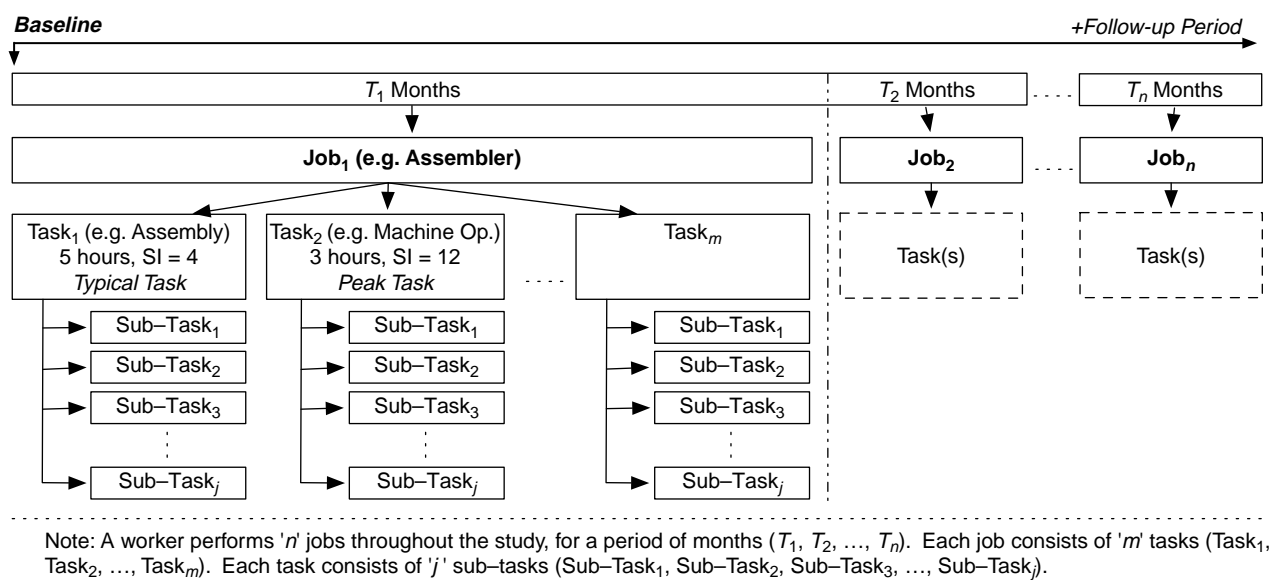 Baseline
+Follow-up Period
T₁ Months
T₂ Months
Tₙ Months
Job₁ (e.g. Assembler)
Job₂
Jobₙ
Task₁ (e.g. Assembly)
5 hours, SI = 4
Typical Task
Task₂ (e.g. Machine Op.)
3 hours, SI = 12
Peak Task
Taskₘ
Task(s)
Task(s)
Sub–Task₁
Sub–Task₂
Sub–Task₃
Sub–Taskⱼ
Sub–Task₁
Sub–Task₂
Sub–Task₃
Sub–Taskⱼ
Sub–Task₁
Sub–Task₂
Sub–Task₃
Sub–Taskⱼ
Note: A worker performs 'n' jobs throughout the study, for a period of months (T₁, T₂, ..., Tₙ). Each job consists of 'm' tasks (Task₁,
Task₂, ..., Taskₘ). Each task consists of 'j' sub–tasks (Sub–Task₁, Sub–Task₂, Sub–Task₃, ..., Sub–Taskⱼ).